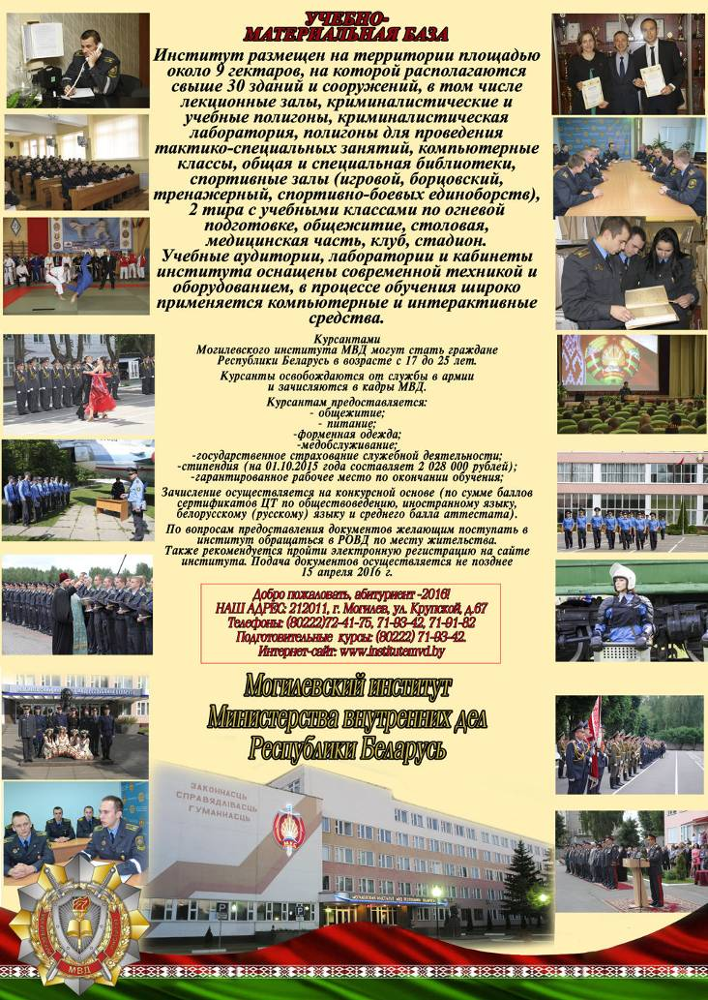 УЧЕБНО-
МАТЕРИАЛЬНАЯ БАЗА
Институт размещен на территории площадью
около 9 гектаров, на которой располагаются
свыше 30 зданий и сооружений, в том числе
лекционные залы, криминалистические и
учебные полигоны, криминалистическая
лаборатория, полигоны для проведения
тактико-специальных занятий, компьютерные
классы, общая и специальная библиотеки,
спортивные залы (игровой, борцовский,
тренажерный, спортивно-боевых единоборств),
2 тира с учебными классами по огневой
подготовке, общежитие, столовая,
медицинская часть, клуб, стадион.
Учебные аудитории, лаборатории и кабинеты
института оснащены современной техникой и
оборудованием, в процессе обучения широко
применяется компьютерные и интерактивные
средства.
Курсантами
Могилевского института МВД могут стать граждане
Республики Беларусь в возрасте с 17 до 25 лет.
Курсанты освобождаются от службы в армии
и зачисляются в кадры МВД.
Курсантам предоставляется:
- общежитие;
- питание;
-форменная одежда;
-медобслуживание;
-государственное страхование служебной деятельности;
-стипендия (на 01.10.2015 года составляет 2 028 000 рублей);
-гарантированное рабочее место по окончании обучения;
Зачисление осуществляется на конкурсной основе (по сумме баллов
сертификатов ЦТ по обществоведению, иностранному языку,
белорусскому (русскому) языку и среднего балла аттестата).
По вопросам предоставления документов желающим поступать в
институт обращаться в РОВД по месту жительства.
Также рекомендуется пройти электронную регистрацию на сайте
института. Подача документов осуществляется не позднее
15 апреля 2016 г.
Добро пожаловать, абитуриент -2016!
НАШ АДРЕС: 212011, г. Могилев, ул. Крупской, д.67
Телефоны: (80222)72-41-75, 71-93-42, 71-91-82
Подготовительные курсы: (80222) 71-93-42.
Интернет-сайт: www.institutemvd.by
Могилевский институт
Министерства внутренних дел
Республики Беларусь
ЗАКОННАСЦЬ
СПРАВЯДЛІВАСЦЬ
ГУМАННАСЦЬ
МВД